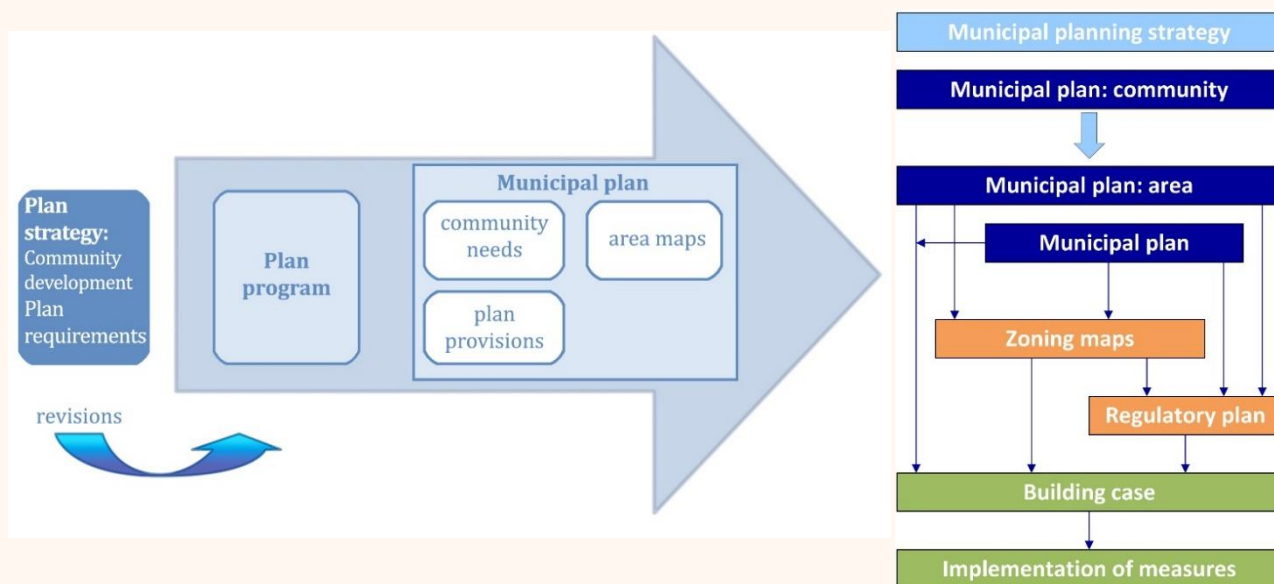 Plan
strategy:
Community
development
Plan
requirements
revisions
Plan
program
Municipal plan
community
needs
area maps
plan
provisions
Municipal planning strategy
Municipal plan: community
Municipal plan: area
Municipal plan
Zoning maps
Regulatory plan
Building case
Implementation of measures